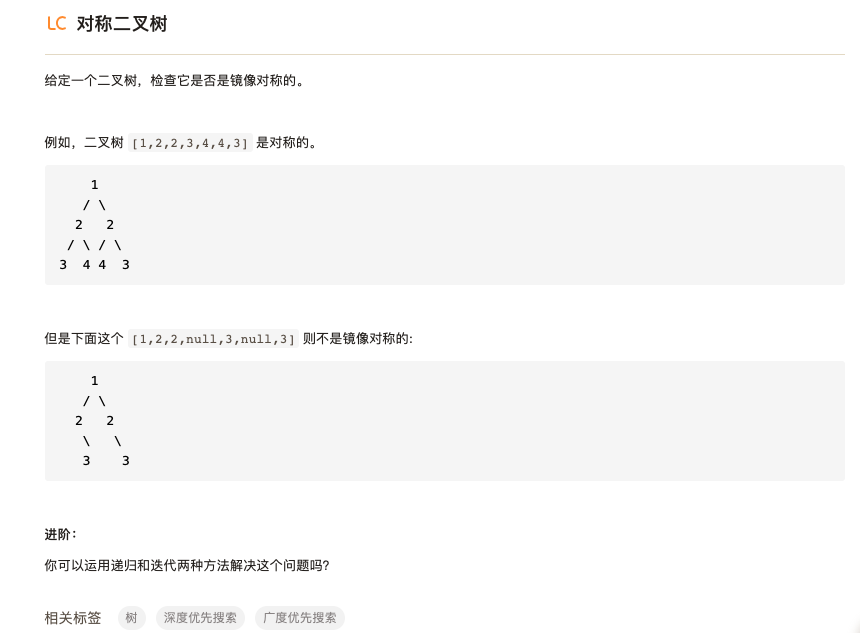 LC 对称二叉树
给定一个二叉树，检查它是否是镜像对称的。
例如，二叉树 [1,2,2,3,4,4,3] 是对称的。
    1
   / \
  2   2
 / \ / \
3  4 4  3
但是下面这个 [1,2,2,null,3,null,3] 则不是镜像对称的:
    1
   / \
  2   2
   \   \
   3    3
进阶：
你可以运用递归和迭代两种方法解决这个问题吗?
相关标签 树 深度优先搜索 广度优先搜索